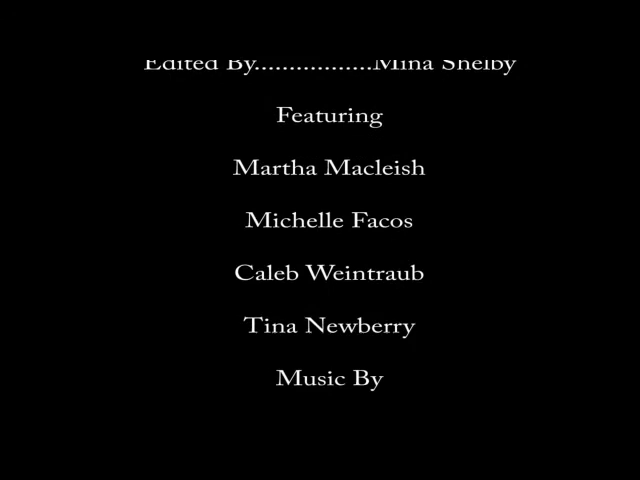 Edited By.................Mina Shelby
Featuring
Martha Macleish
Michelle Facos
Caleb Weintraub
Tina Newberry
Music By